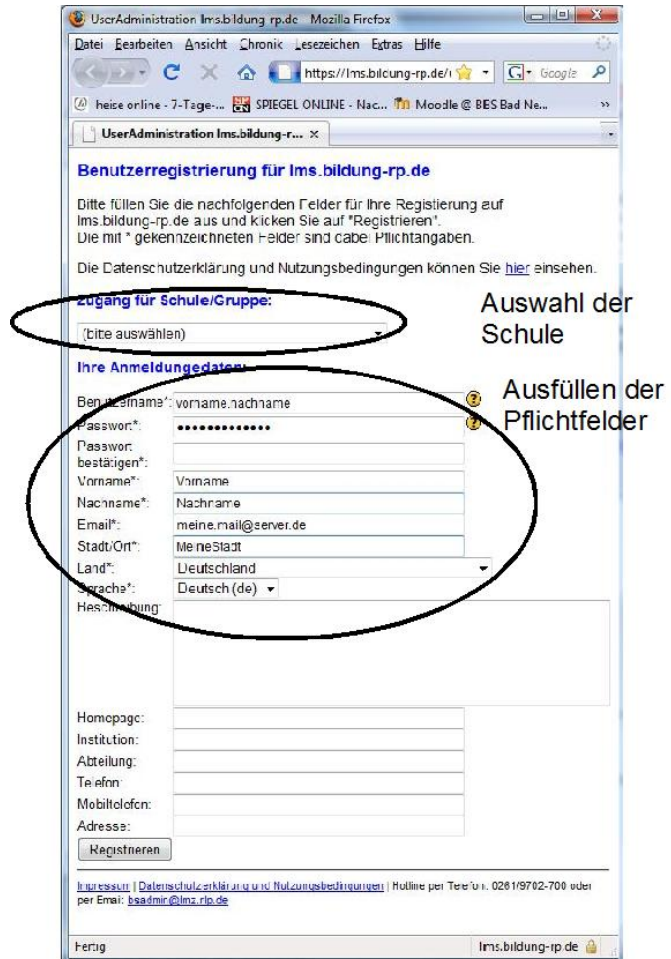 UserAdministration lms.bildung-rp.de - Mozilla Firefox
Datei Bearbeiten Ansicht Chronik Lesezeichen Extras Hilfe
https://lms.bildung-rp.de/ Google
heise online - 7-Tage-... SPIEGEL ONLINE - Nac... Moodle @ BES Bad Ne... »
UserAdministration lms.bildung-r... ×
Benutzerregistrierung für lms.bildung-rp.de
Bitte füllen Sie die nachfolgenden Felder für Ihre Registierung auf
lms.bildung-rp.de aus und klicken Sie auf "Registrieren".
Die mit * gekennzeichneten Felder sind dabei Pflichtangaben.
Die Datenschutzerklärung und Nutzungsbedingungen können Sie hier einsehen.
Zugang für Schule/Gruppe:
(bitte auswählen)
Auswahl der
Schule
Ihre Anmeldungedaten:
Ausfüllen der
Pflichtfelder
Benutzername*: vorname.nachname
Passwort*: •••••••••••••
Passwort
bestätigen*:
Vorname*: Vorname
Nachname*: Nachname
Email*: meine.mail@server.de
Stadt/Ort*: MeineStadt
Land*: Deutschland
Sprache*: Deutsch (de)
Beschreibung:
Homepage:
Institution:
Abteilung:
Telefon:
Mobiltelefon:
Adresse:
Registrieren
Impressum | Datenschutzerklärung und Nutzungsbedingungen | Hotline per Telefon: 0261/9702-700 oder
per Email: bsadmin@lmz.rlp.de
Fertig lms.bildung-rp.de